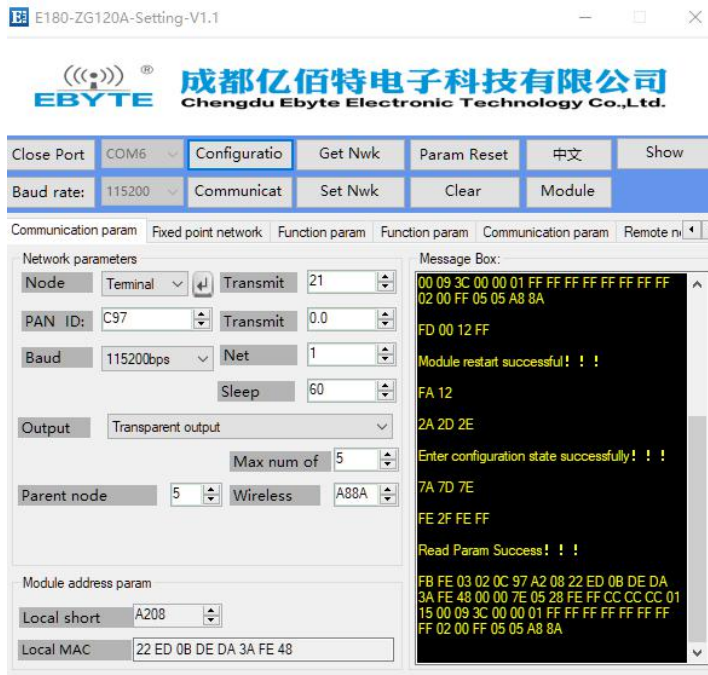 E180-ZG120A-Setting-V1.1
®
EBYTE
成都亿佰特电子科技有限公司
Chengdu Ebyte Electronic Technology Co.,Ltd.
Close Port COM6 Configuratio Get Nwk Param Reset 中文 Show
Baud rate: 115200 Communicat Set Nwk Clear Module
Communication param Fixed point network Function param Function param Communication param Remote n
Network parameters
Node Terminal Transmit 21
PAN ID: C97 Transmit 0.0
Baud 115200bps Net 1
Sleep 60
Output Transparent output
Max num of 5
Parent node 5 Wireless A88A
Module address param
Local short A208
Local MAC 22 ED 0B DE DA 3A FE 48
Message Box:
00 09 3C 00 00 01 FF FF FF FF FF FF FF FF
02 00 FF 05 05 A8 8A
FD 00 12 FF
Module restart successful！！！
FA 12
2A 2D 2E
Enter configuration state successfully！！！
7A 7D 7E
FE 2F FE FF
Read Param Success！！！
FB FE 03 02 0C 97 A2 08 22 ED 0B DE DA
3A FE 48 00 00 7E 05 28 FE FF CC CC CC 01
15 00 09 3C 00 00 01 FF FF FF FF FF FF FF
FF 02 00 FF 05 05 A8 8A